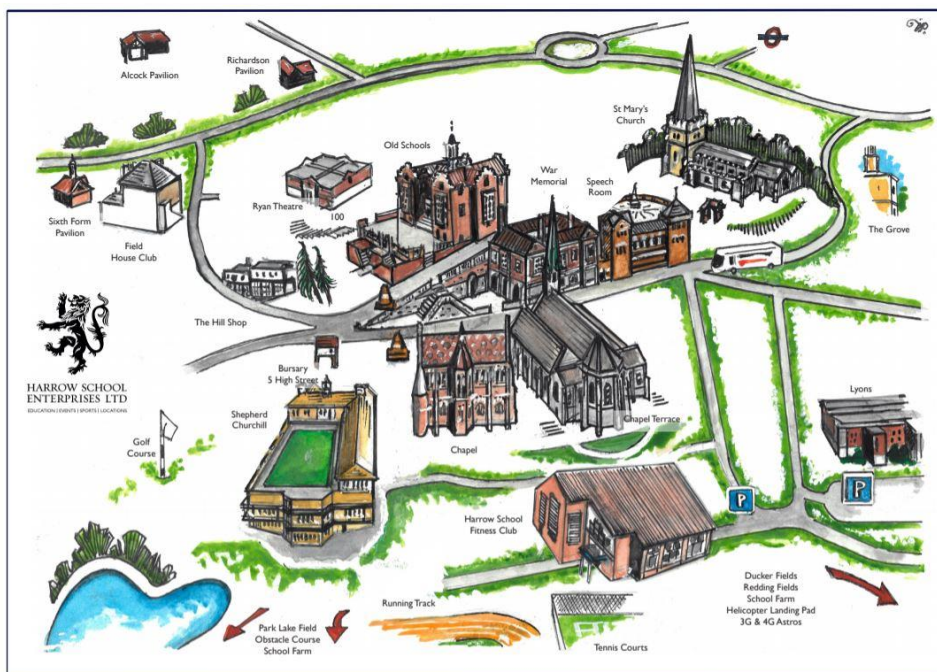 Alcock Pavilion
Richardson
Pavilion
St Mary's
Church
Old Schools
War
Memorial
Speech
Room
Ryan Theatre
100
Sixth Form
Pavilion
Field
House Club
The Grove
The Hill Shop
HARROW SCHOOL
ENTERPRISES LTD
EDUCATION | EVENTS | SPORTS | LOCATIONS
Bursary
5 High Street
Shepherd
Churchill
Golf
Course
Chapel
Chapel Terrace
Lyons
P
P
Harrow School
Fitness Club
Running Track
Park Lake Field
Obstacle Course
School Farm
Tennis Courts
Ducker Fields
Redding Fields
School Farm
Helicopter Landing Pad
3G & 4G Astros